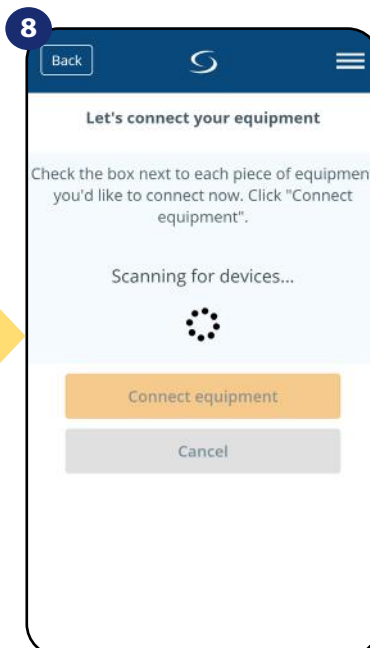 8
Back
Let's connect your equipment
Check the box next to each piece of equipmen
you'd like to connect now. Click "Connect
equipment".
Scanning for devices...
Connect equipment
Cancel